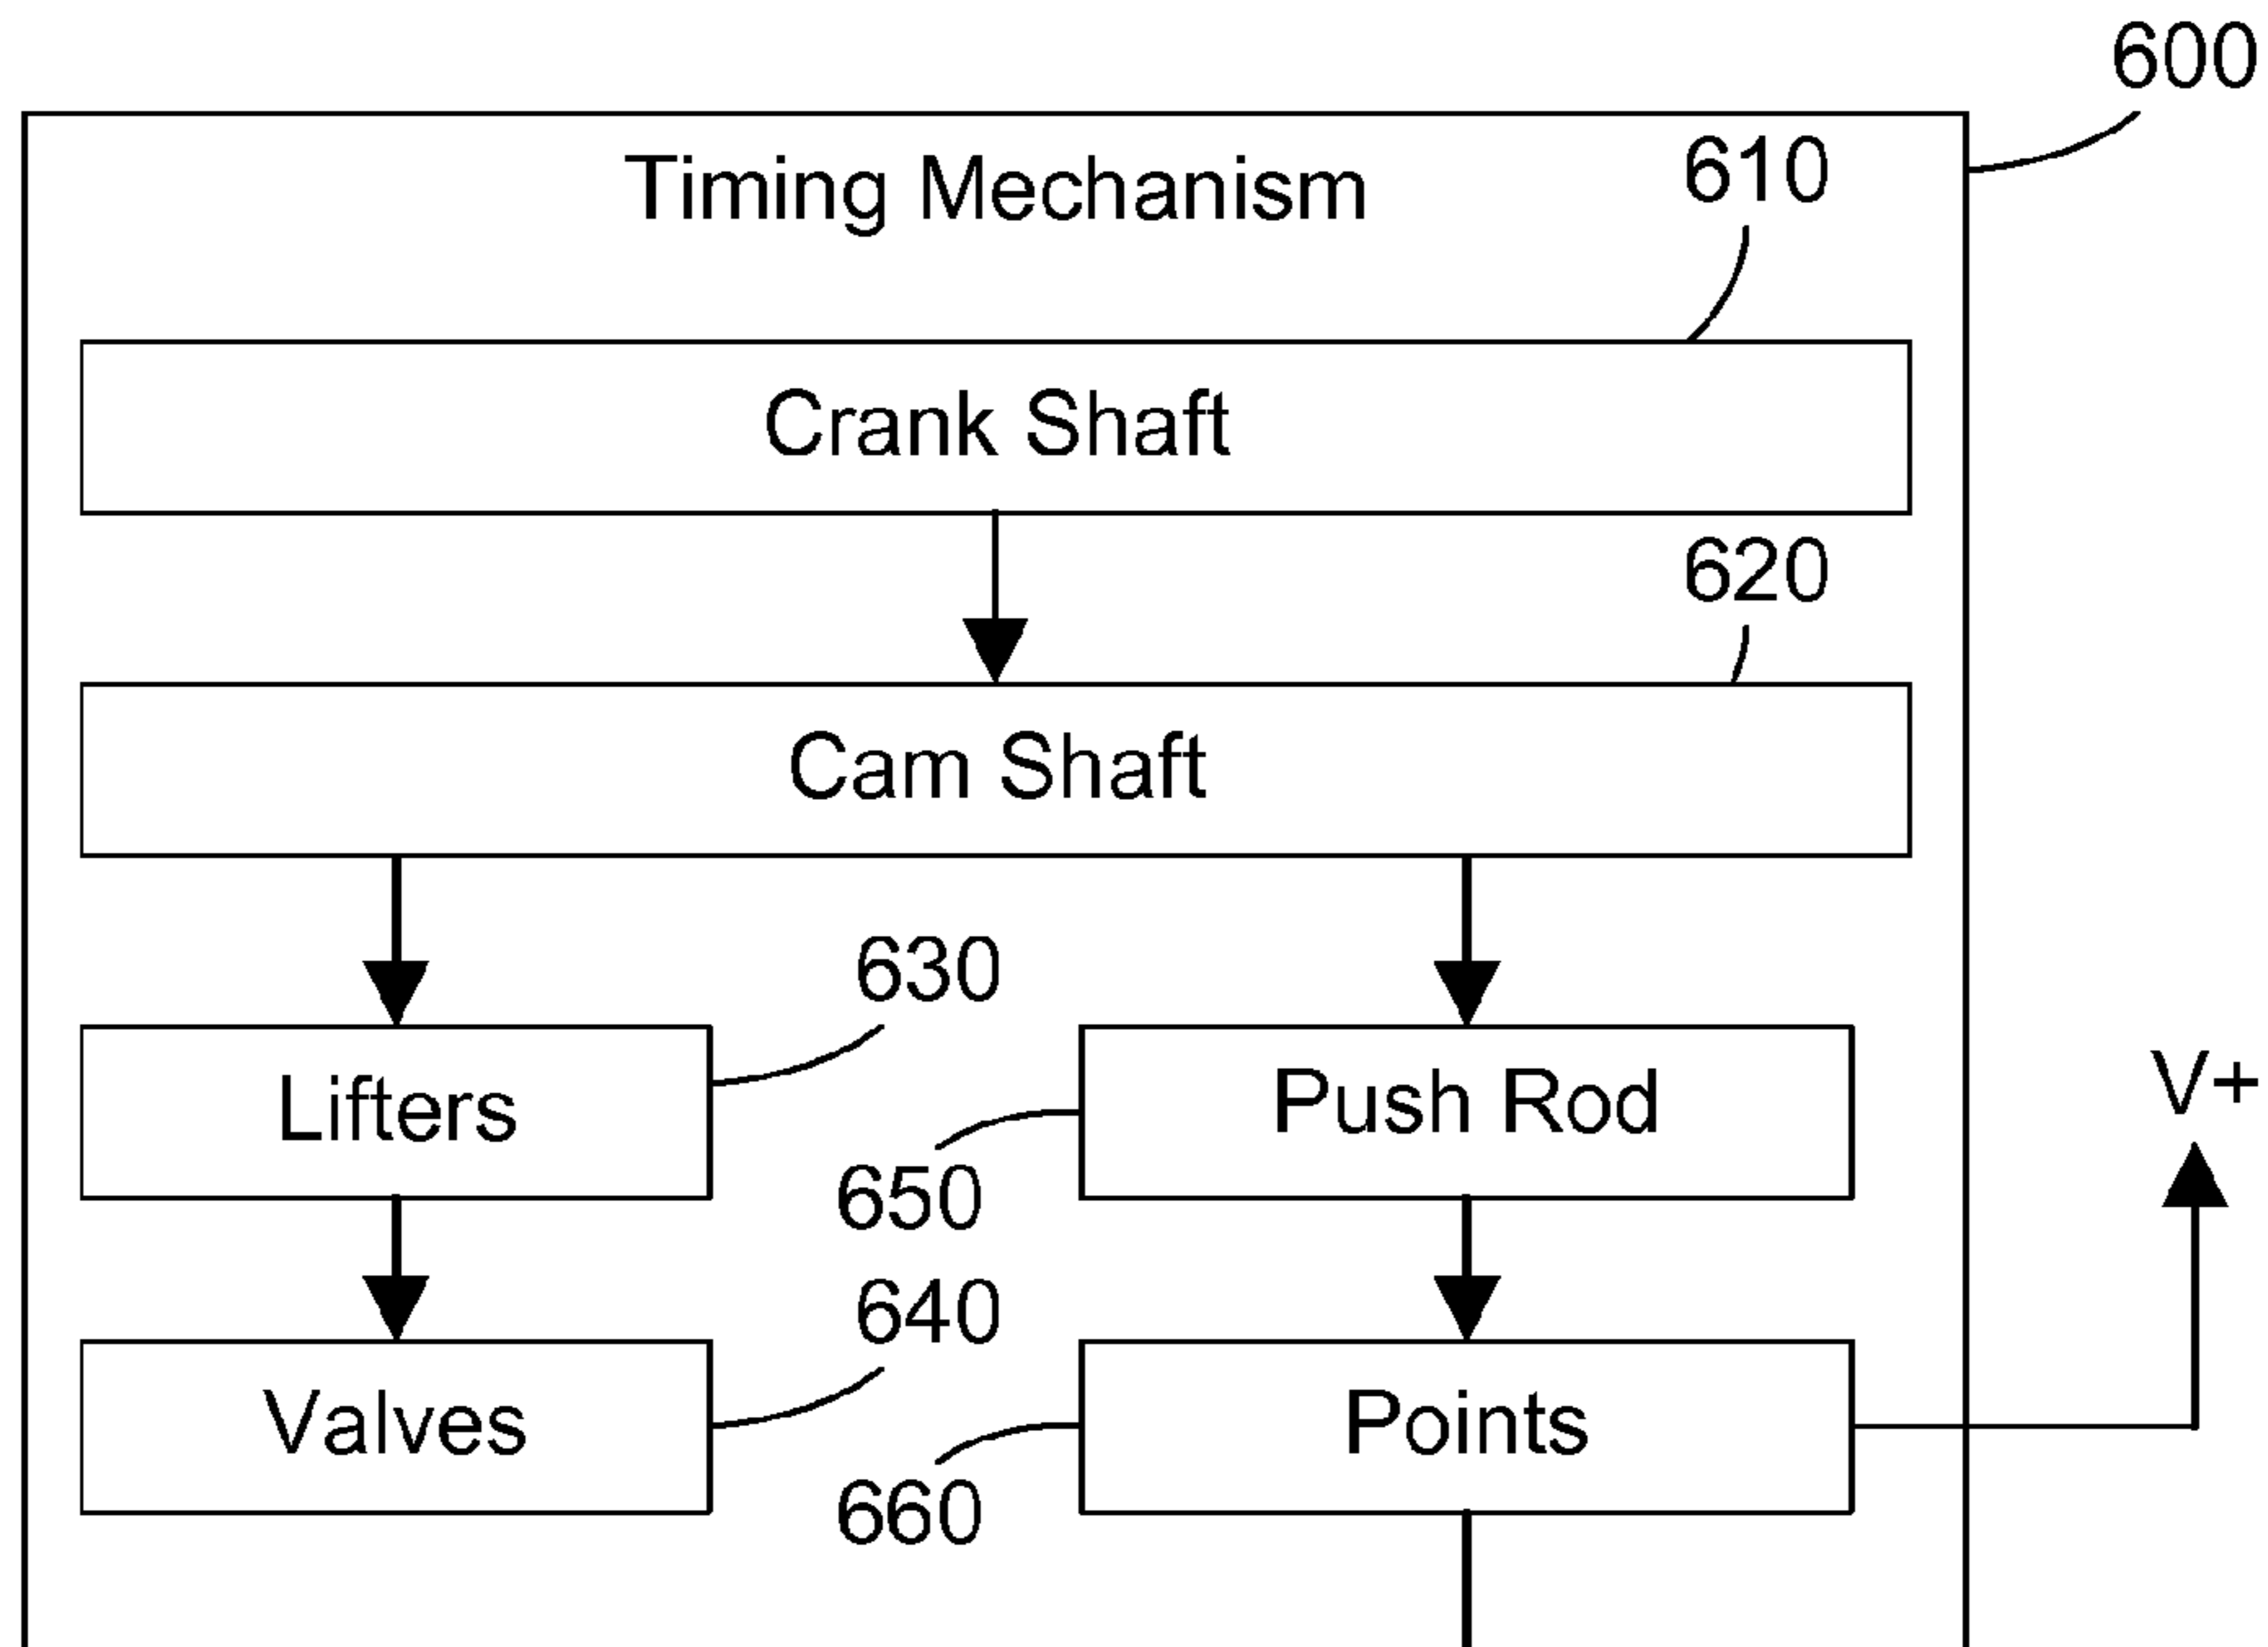 600
Timing Mechanism
610
Crank Shaft
620
Cam Shaft
630
Lifters
Push Rod
V+
650
640
Valves
Points
660